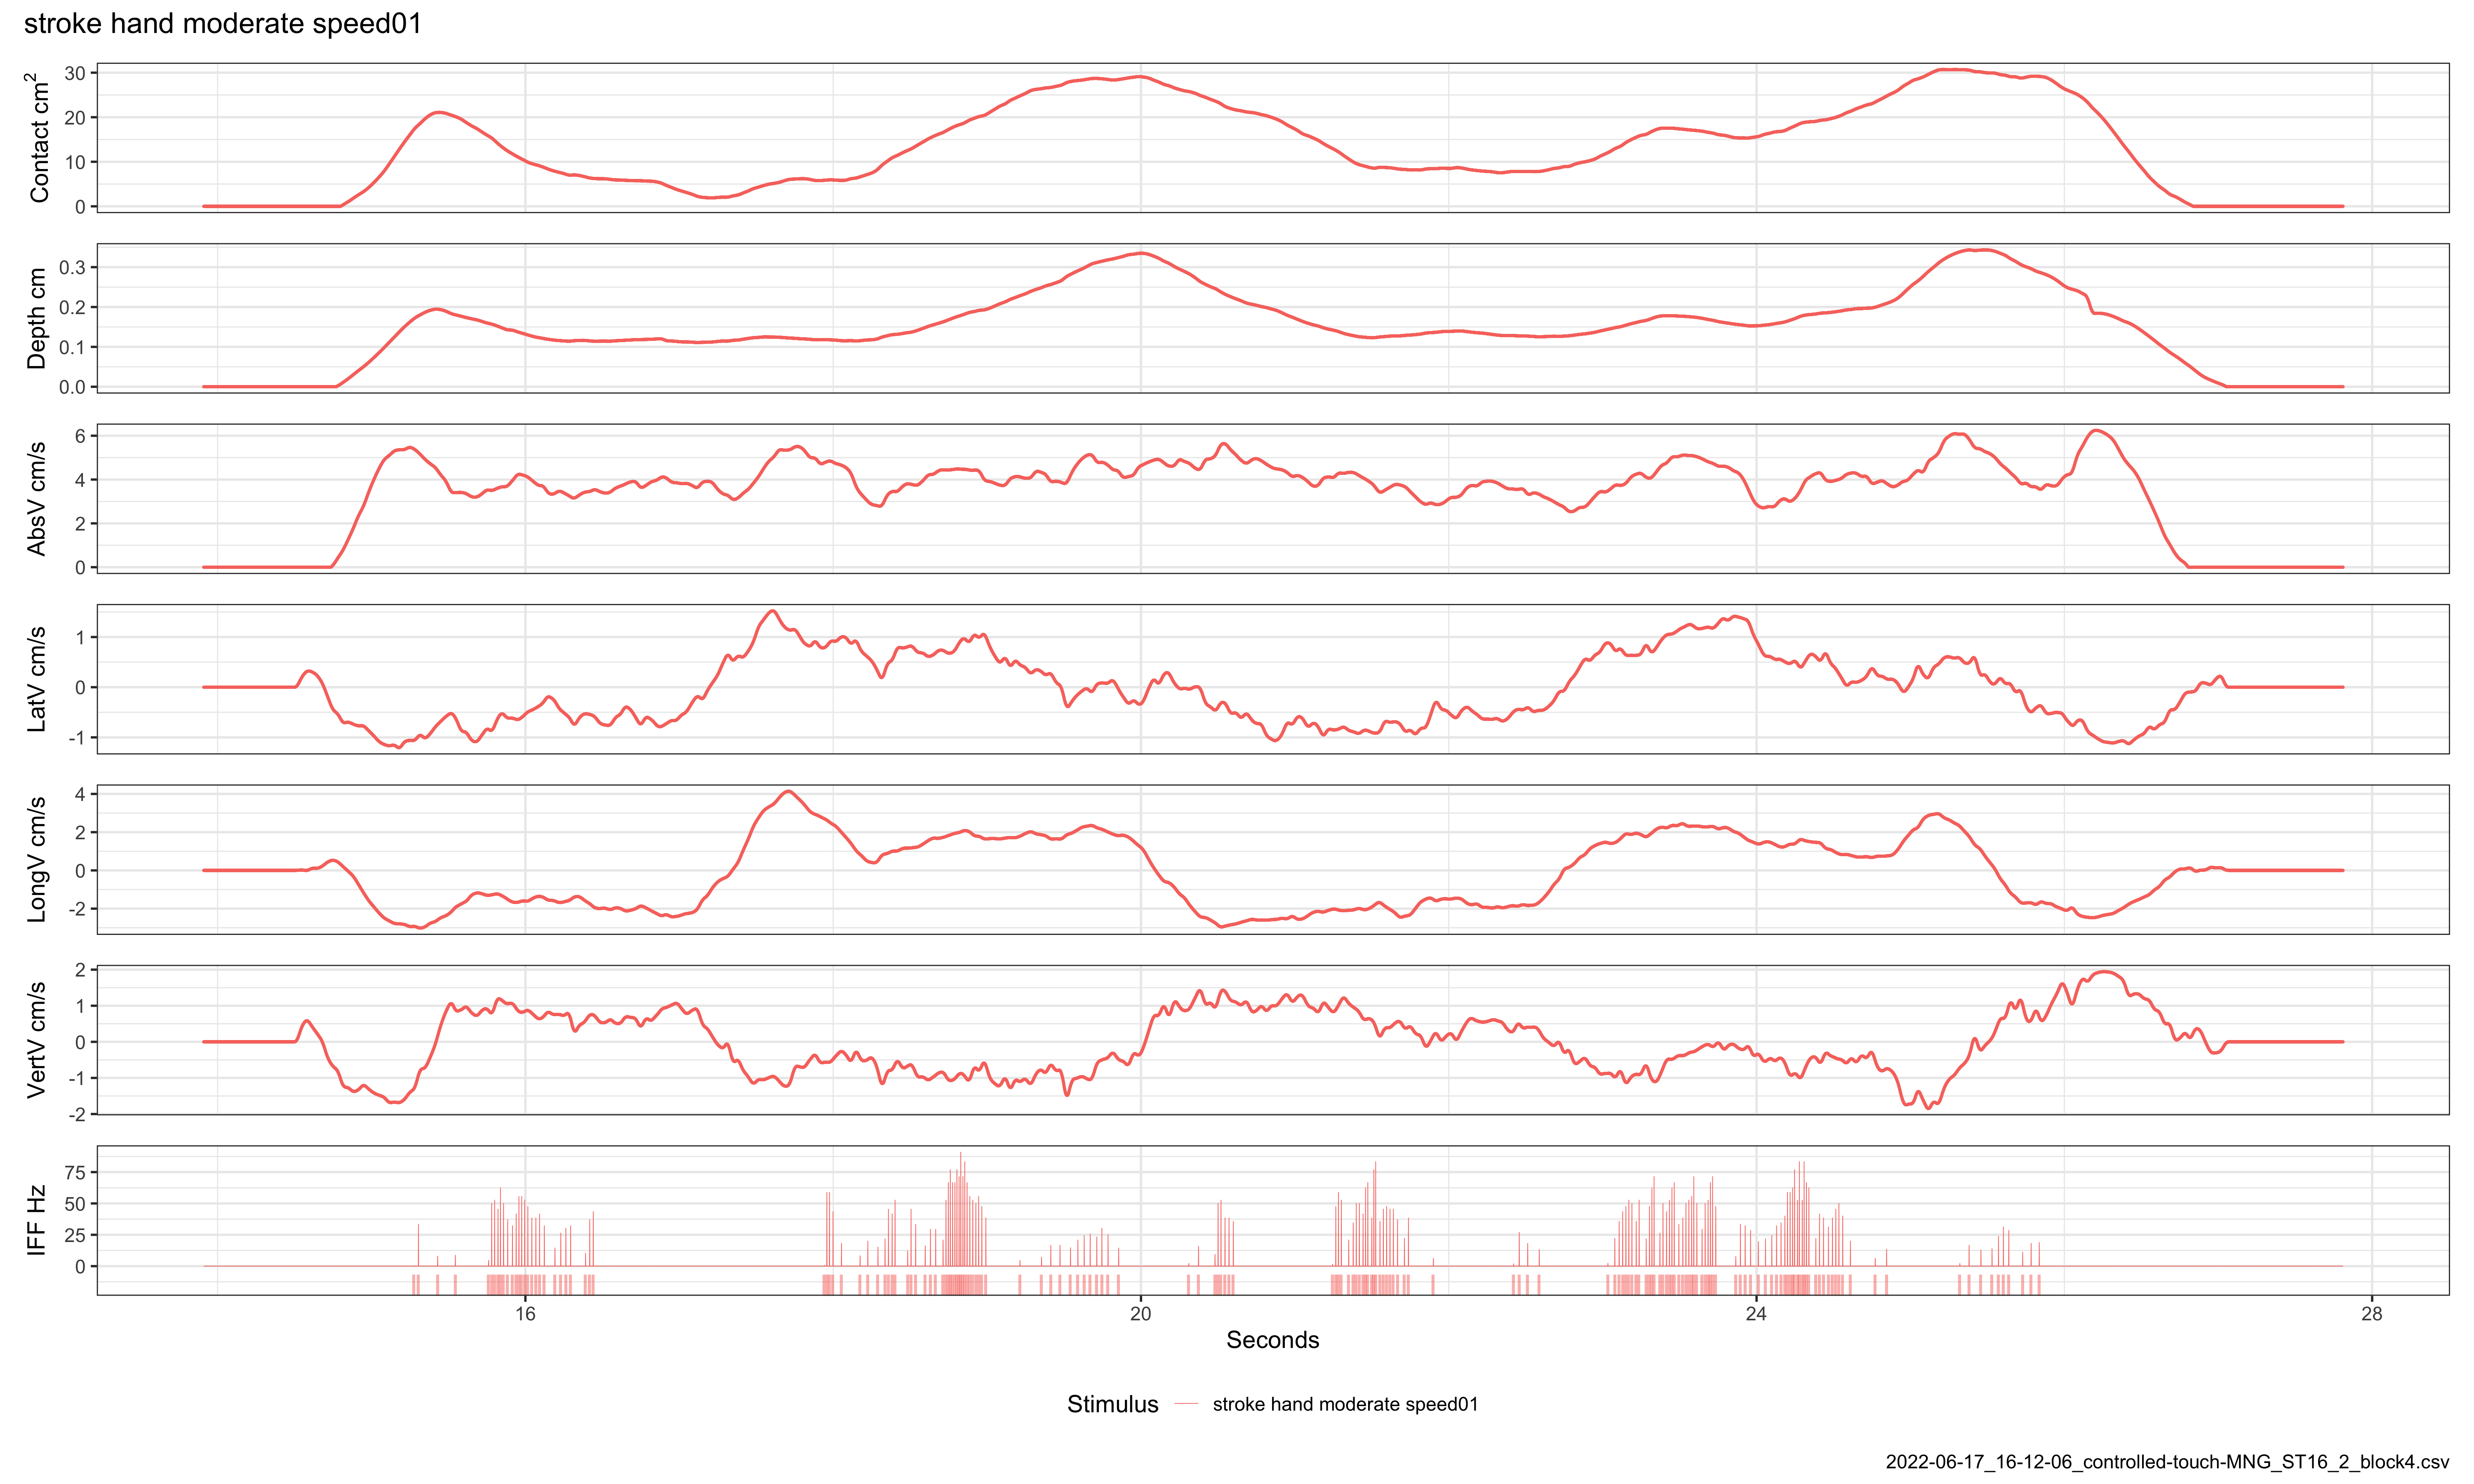 stroke hand moderate speed01
Contact cm²
30
20
10
0
Depth cm
0.3
0.2
0.1
0.0
AbsV cm/s
6
4
2
0
LatV cm/s
1
0
-1
LongV cm/s
4
2
0
-2
VertV cm/s
2
1
0
-1
-2
IFF Hz
75
50
25
0
16 20 24 28
Seconds
Stimulus stroke hand moderate speed01
2022-06-17_16-12-06_controlled-touch-MNG_ST16_2_block4.csv